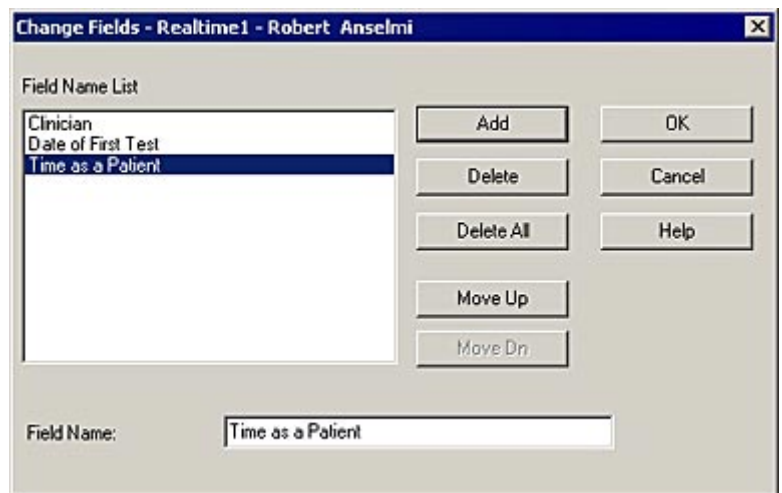 Change Fields - Realtime1 - Robert Anselmi
Field Name List
Clinician
Date of First Test
Time as a Patient
Add
OK
Delete
Cancel
Delete All
Help
Move Up
Move Dn
Field Name:
Time as a Patient